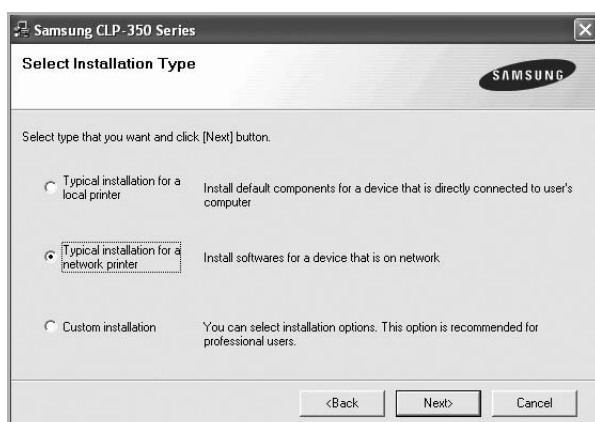 Samsung CLP-350 Series
Select Installation Type
SAMSUNG
Select type that you want and click [Next] button.
Typical installation for a
local printer
Install default components for a device that is directly connected to user's
computer
Typical installation for a
network printer
Install softwares for a device that is on network
Custom installation
You can select installation options. This option is recommended for
professional users.
<Back Next> Cancel